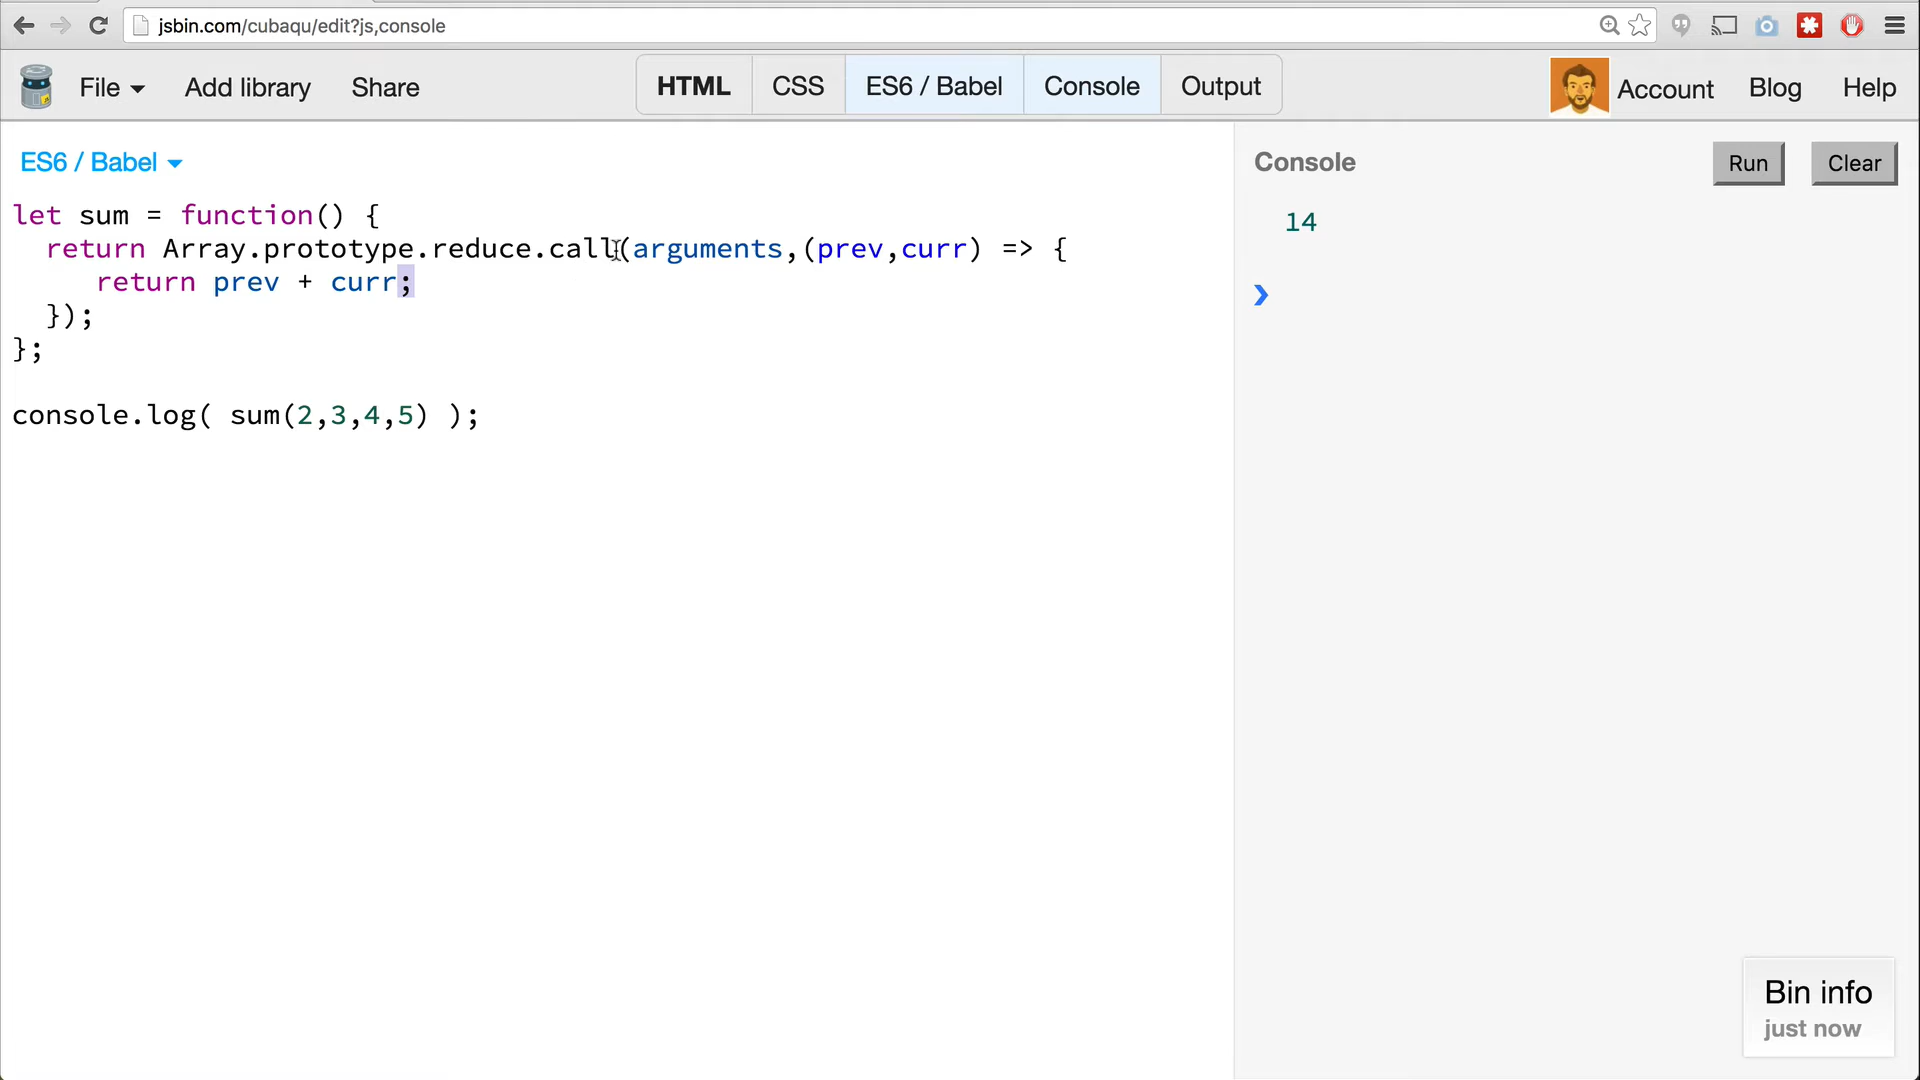 jsbin.com/cubaqu/edit?js,console
File Add library Share HTML CSS ES6 / Babel Console Output Account Blog Help
ES6 / Babel
let sum = function() {
  return Array.prototype.reduce.call(arguments,(prev,curr) => {
     return prev + curr;
  });
};

console.log( sum(2,3,4,5) );
Console Run Clear
14
❯
Bin info
just now